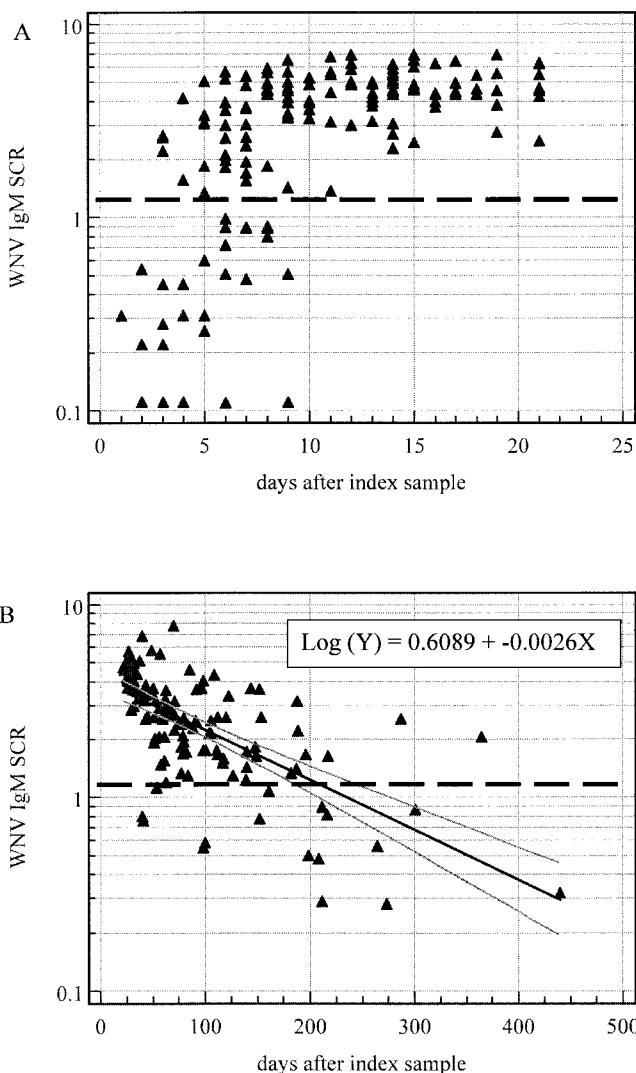 A
10
1
0.1
WNV IgM SCR
0 5 10 15 20 25
days after index sample
B
10
Log (Y) = 0.6089 + -0.0026X
1
0.1
WNV IgM SCR
0 100 200 300 400 500
days after index sample